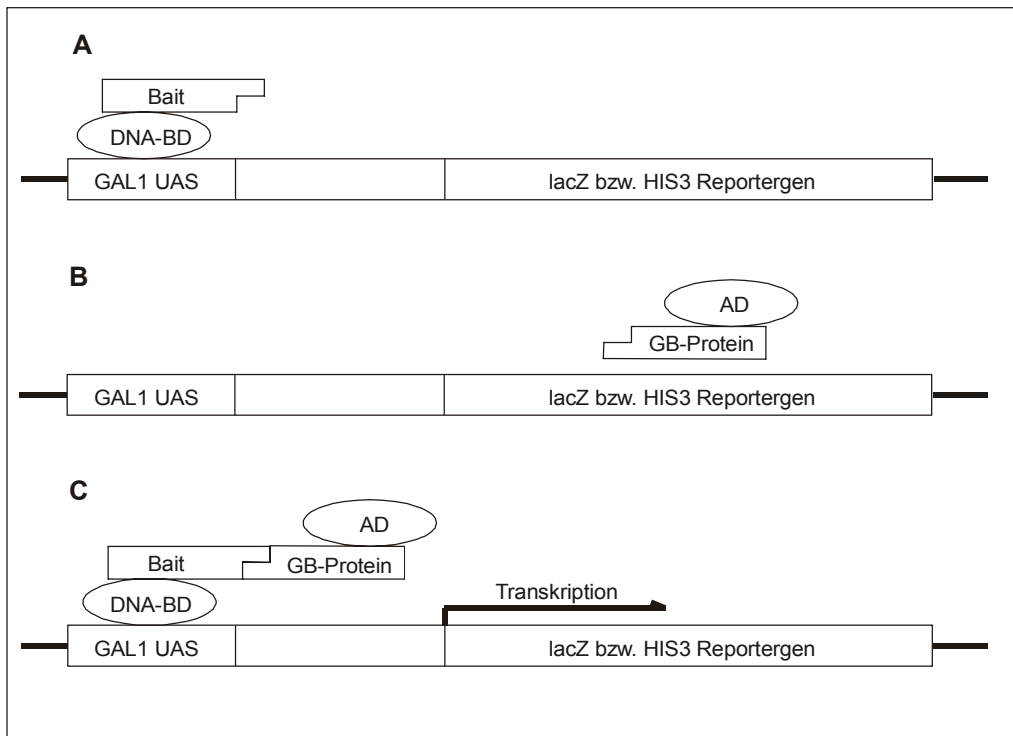 A
Bait
DNA-BD
GAL1 UAS lacZ bzw. HIS3 Reportergen
B
AD
GB-Protein
GAL1 UAS lacZ bzw. HIS3 Reportergen
C
AD
Bait GB-Protein
Transkription
DNA-BD
GAL1 UAS lacZ bzw. HIS3 Reportergen